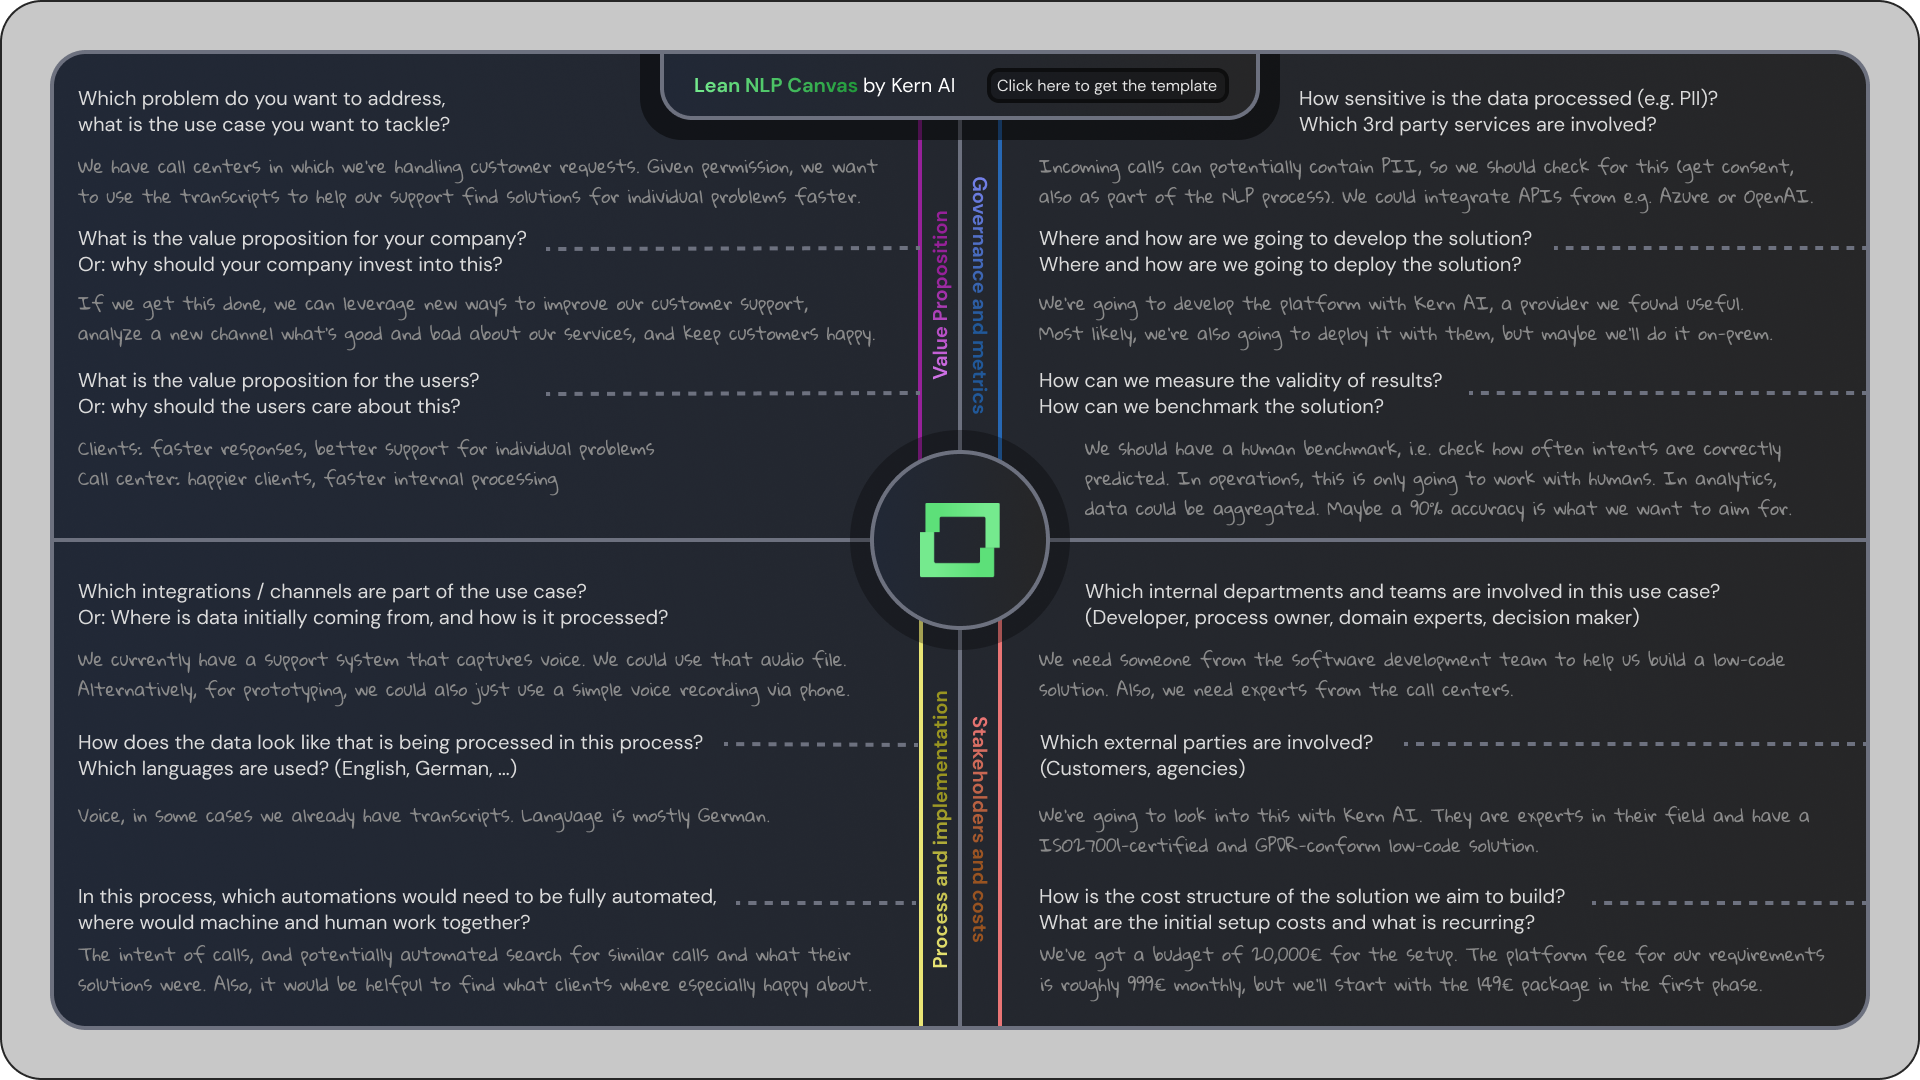 Lean NLP Canvas by Kern AI
Click here to get the template
Which problem do you want to address,
what is the use case you want to tackle?
We have call centers in which we're handling customer requests. Given permission, we want
to use the transcripts to help our support find solutions for individual problems faster.
What is the value proposition for your company?
Or: why should your company invest into this?
If we get this done, we can leverage new ways to improve our customer support,
analyze a new channel what's good and bad about our services, and keep customers happy.
What is the value proposition for the users?
Or: why should the users care about this?
Clients: faster responses, better support for individual problems
Call center: happier clients, faster internal processing
Value Proposition
Governance and metrics
How sensitive is the data processed (e.g. PII)?
Which 3rd party services are involved?
Incoming calls can potentially contain PII, so we should check for this (get consent,
also as part of the NLP process). We could integrate APIs from e.g. Azure or OpenAI.
Where and how are we going to develop the solution?
Where and how are we going to deploy the solution?
We're going to develop the platform with Kern AI, a provider we found useful.
Most likely, we're also going to deploy it with them, but maybe we'll do it on-prem.
How can we measure the validity of results?
How can we benchmark the solution?
We should have a human benchmark, i.e. check how often intents are correctly
predicted. In operations, this is only going to work with humans. In analytics,
data could be aggregated. Maybe a 90% accuracy is what we want to aim for.
Which integrations / channels are part of the use case?
Or: Where is data initially coming from, and how is it processed?
We currently have a support system that captures voice. We could use that audio file.
Alternatively, for prototyping, we could also just use a simple voice recording via phone.
How does the data look like that is being processed in this process?
Which languages are used? (English, German, ...)
Voice, in some cases we already have transcripts. Language is mostly German.
In this process, which automations would need to be fully automated,
where would machine and human work together?
The intent of calls, and potentially automated search for similar calls and what their
solutions were. Also, it would be helfpul to find what clients where especially happy about.
Process and implementation
Stakeholders and costs
Which internal departments and teams are involved in this use case?
(Developer, process owner, domain experts, decision maker)
We need someone from the software development team to help us build a low-code
solution. Also, we need experts from the call centers.
Which external parties are involved?
(Customers, agencies)
We're going to look into this with Kern AI. They are experts in their field and have a
ISO27001-certified and GPDR-conform low-code solution.
How is the cost structure of the solution we aim to build?
What are the initial setup costs and what is recurring?
We've got a budget of 20,000€ for the setup. The platform fee for our requirements
is roughly 999€ monthly, but we'll start with the 149€ package in the first phase.